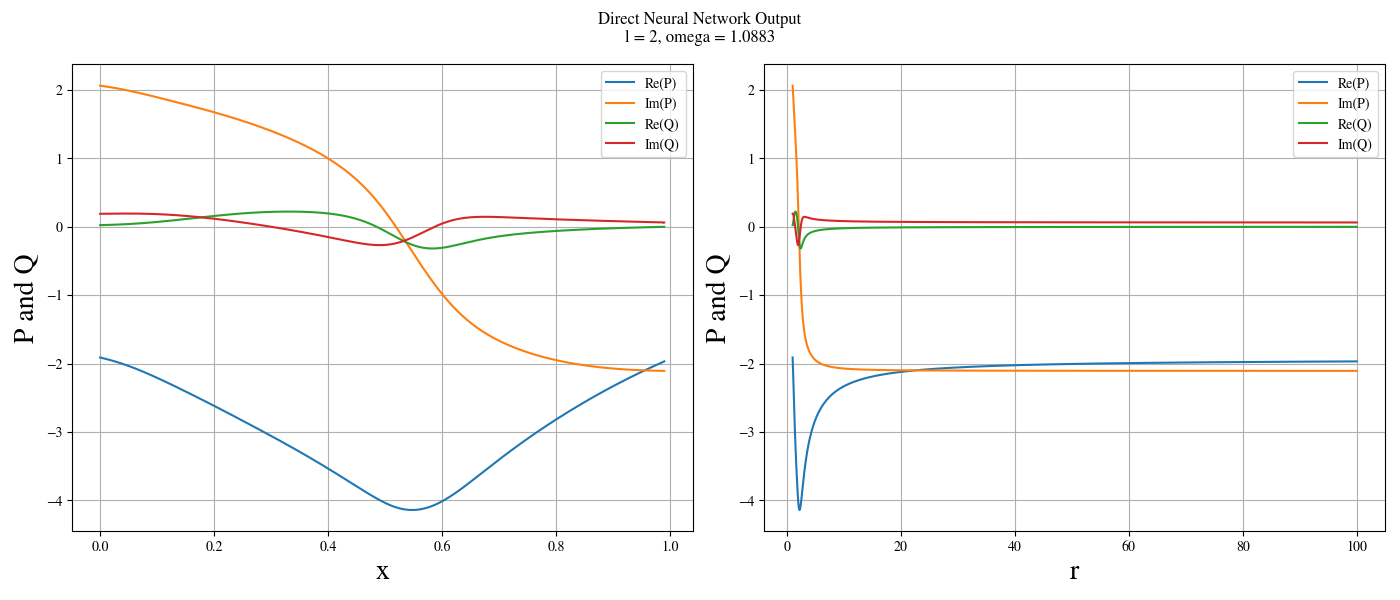 Direct Neural Network Output
l = 2, omega = 1.0883
P and Q
2
1
0
−1
−2
−3
−4
0.0
0.2
0.4
0.6
0.8
1.0
x
Re(P)
Im(P)
Re(Q)
Im(Q)
P and Q
2
1
0
−1
−2
−3
−4
0
20
40
60
80
100
r
Re(P)
Im(P)
Re(Q)
Im(Q)